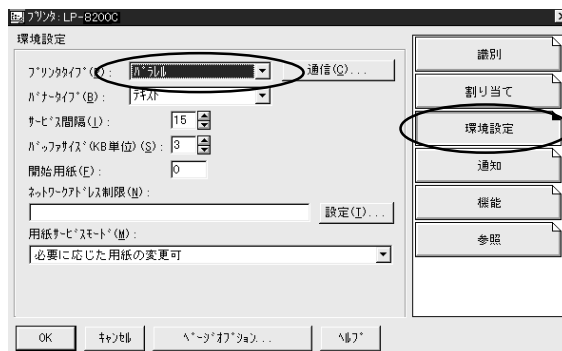 プリンタ: LP-8200C
環境設定
プリンタタイプ(P): パラレル 通信(C)...
バナータイプ(B): テキスト
サービス間隔(I): 15
バッファサイズ(KB単位)(S): 3
開始用紙(F): 0
ネットワークアドレス制限(N):
設定(T)...
用紙サービスモード(M):
必要に応じた用紙の変更可
識別
割り当て
環境設定
通知
機能
参照
OK キャンセル ページオプション... ヘルプ